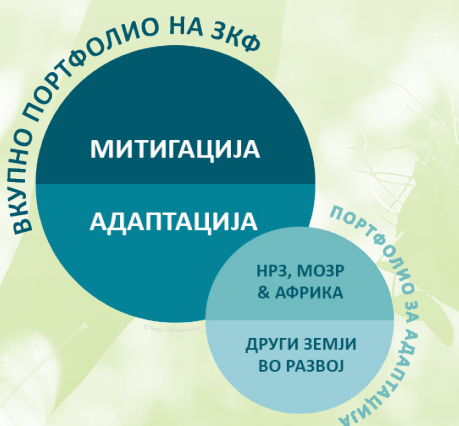 ВКУПНО ПОРТФОЛИО НА ЗКФ
МИТИГАЦИЈА
АДАПТАЦИЈА
ПОРТФОЛИО ЗА АДАПТАЦИЈА
НРЗ, МОЗР
& АФРИКА
ДРУГИ ЗЕМЈИ
ВО РАЗВОЈ